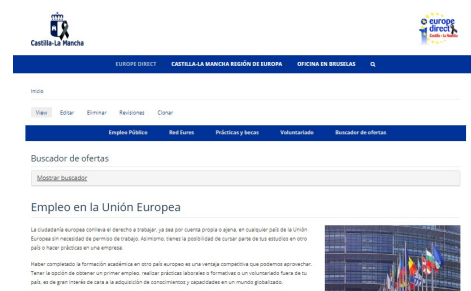 Castilla-La Mancha
europe
direct
Castilla - La Mancha
EUROPE DIRECT CASTILLA-LA MANCHA REGIÓN DE EUROPA OFICINA EN BRUSELAS
Inicio
View Editar Eliminar Revisiones Clonar
Empleo Público Red Eures Prácticas y becas Voluntariado Buscador de ofertas
Buscador de ofertas
Mostrar buscador
Empleo en la Unión Europea
La ciudadanía europea conlleva el derecho a trabajar, ya sea por cuenta propia o ajena, en cualquier país de la Unión
Europea sin necesidad de permiso de trabajo. Asimismo, tienes la posibilidad de cursar parte de tus estudios en otro
país o hacer prácticas en una empresa.
Haber completado la formación académica en otro país europeo es una ventaja competitiva que podemos aprovechar.
Tener la opción de obtener un primer empleo, realizar prácticas laborales o formativas o un voluntariado fuera de tu
país, es de gran interés de cara a la adquisición de conocimientos y capacidades en un mundo globalizado.